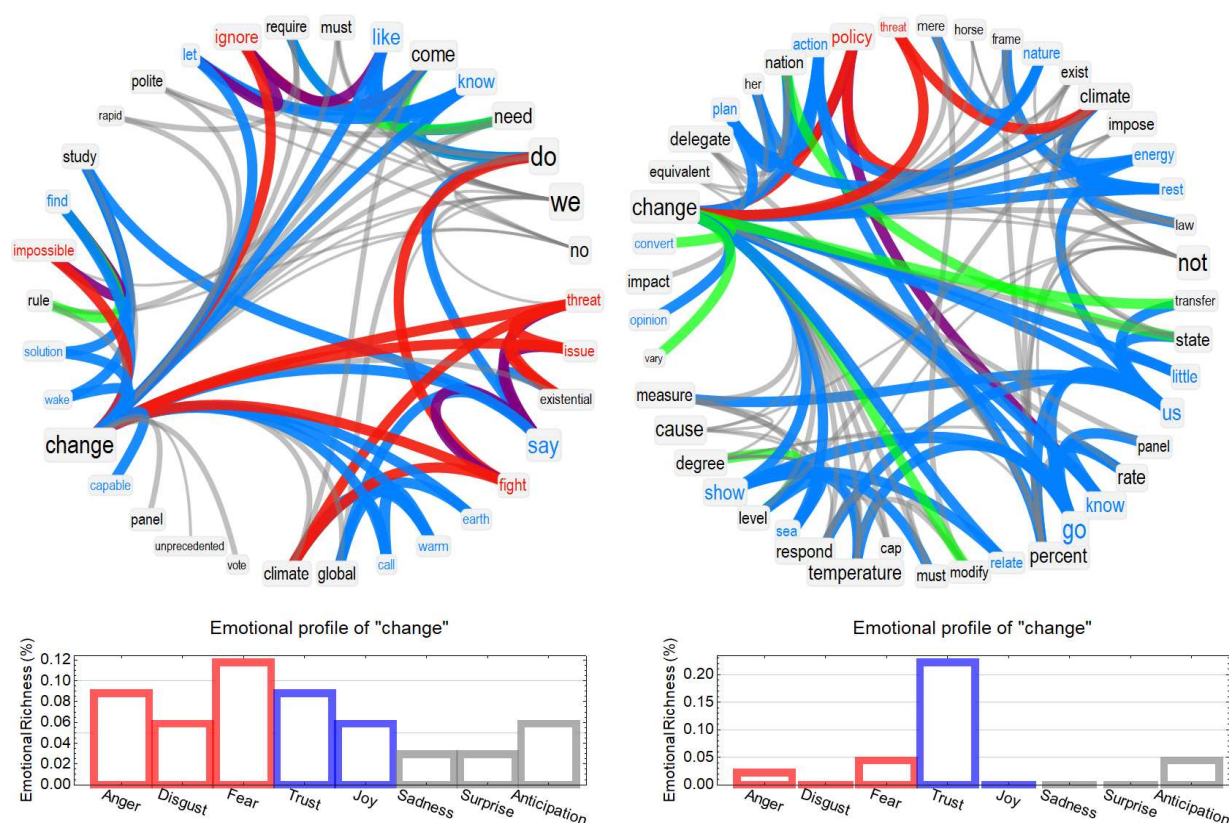 ignore
require
must
like
let
come
polite
know
rapid
need
study
do
find
we
impossible
no
rule
threat
solution
issue
wake
existential
change
say
capable
fight
panel
earth
unprecedented
warm
vote
climate
global
call
policy
threat
mere
horse
frame
action
nature
nation
exist
her
climate
plan
impose
delegate
energy
equivalent
rest
change
law
convert
not
impact
transfer
opinion
state
vary
little
measure
us
cause
panel
degree
rate
show
know
level
go
sea
percent
respond
relate
temperature
cap
must
modify
Emotional profile of "change"
Emotional Richness (%)
0.12
0.10
0.08
0.06
0.04
0.02
0.00
Anger
Disgust
Fear
Trust
Joy
Sadness
Surprise
Anticipation
Emotional profile of "change"
Emotional Richness (%)
0.20
0.15
0.10
0.05
0.00
Anger
Disgust
Fear
Trust
Joy
Sadness
Surprise
Anticipation